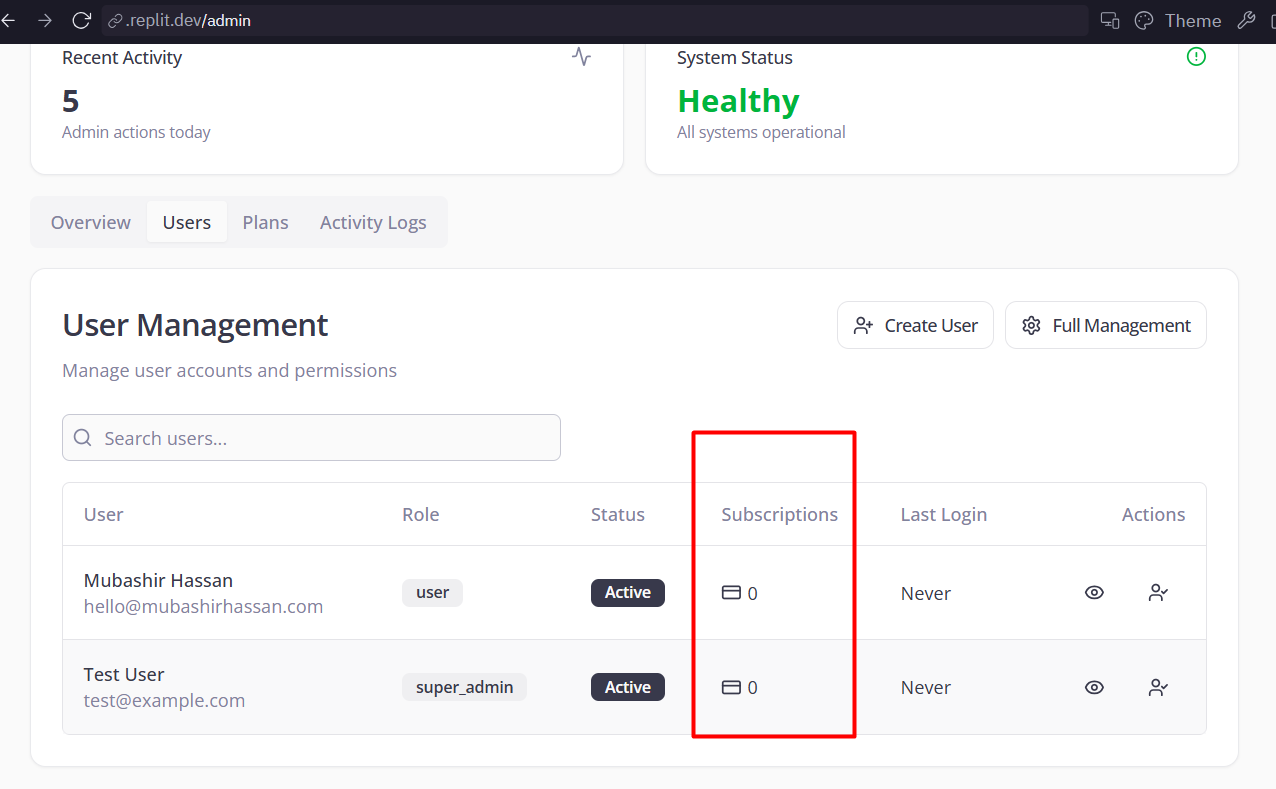 .replit.dev/admin Theme
Recent Activity
5
Admin actions today
System Status
Healthy
All systems operational
Overview Users Plans Activity Logs
User Management
Create User Full Management
Manage user accounts and permissions
Search users...
User Role Status Subscriptions Last Login Actions
Mubashir Hassan
hello@mubashirhassan.com
user Active 0 Never
Test User
test@example.com
super_admin Active 0 Never